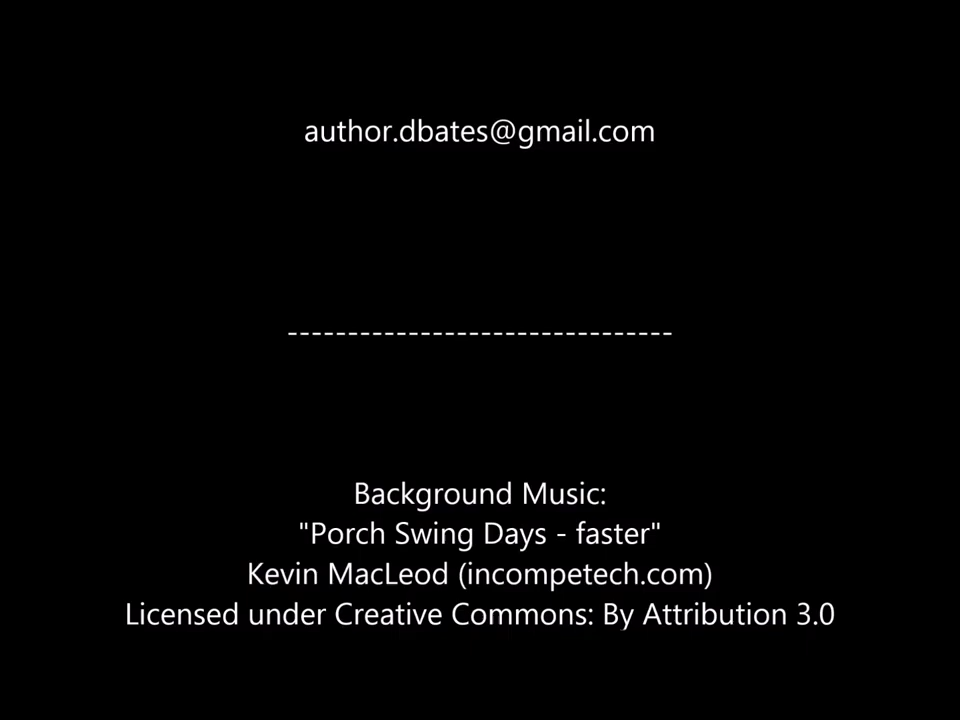 author.dbates@gmail.com
--------------------------------
Background Music:
"Porch Swing Days - faster"
Kevin MacLeod (incompetech.com)
Licensed under Creative Commons: By Attribution 3.0